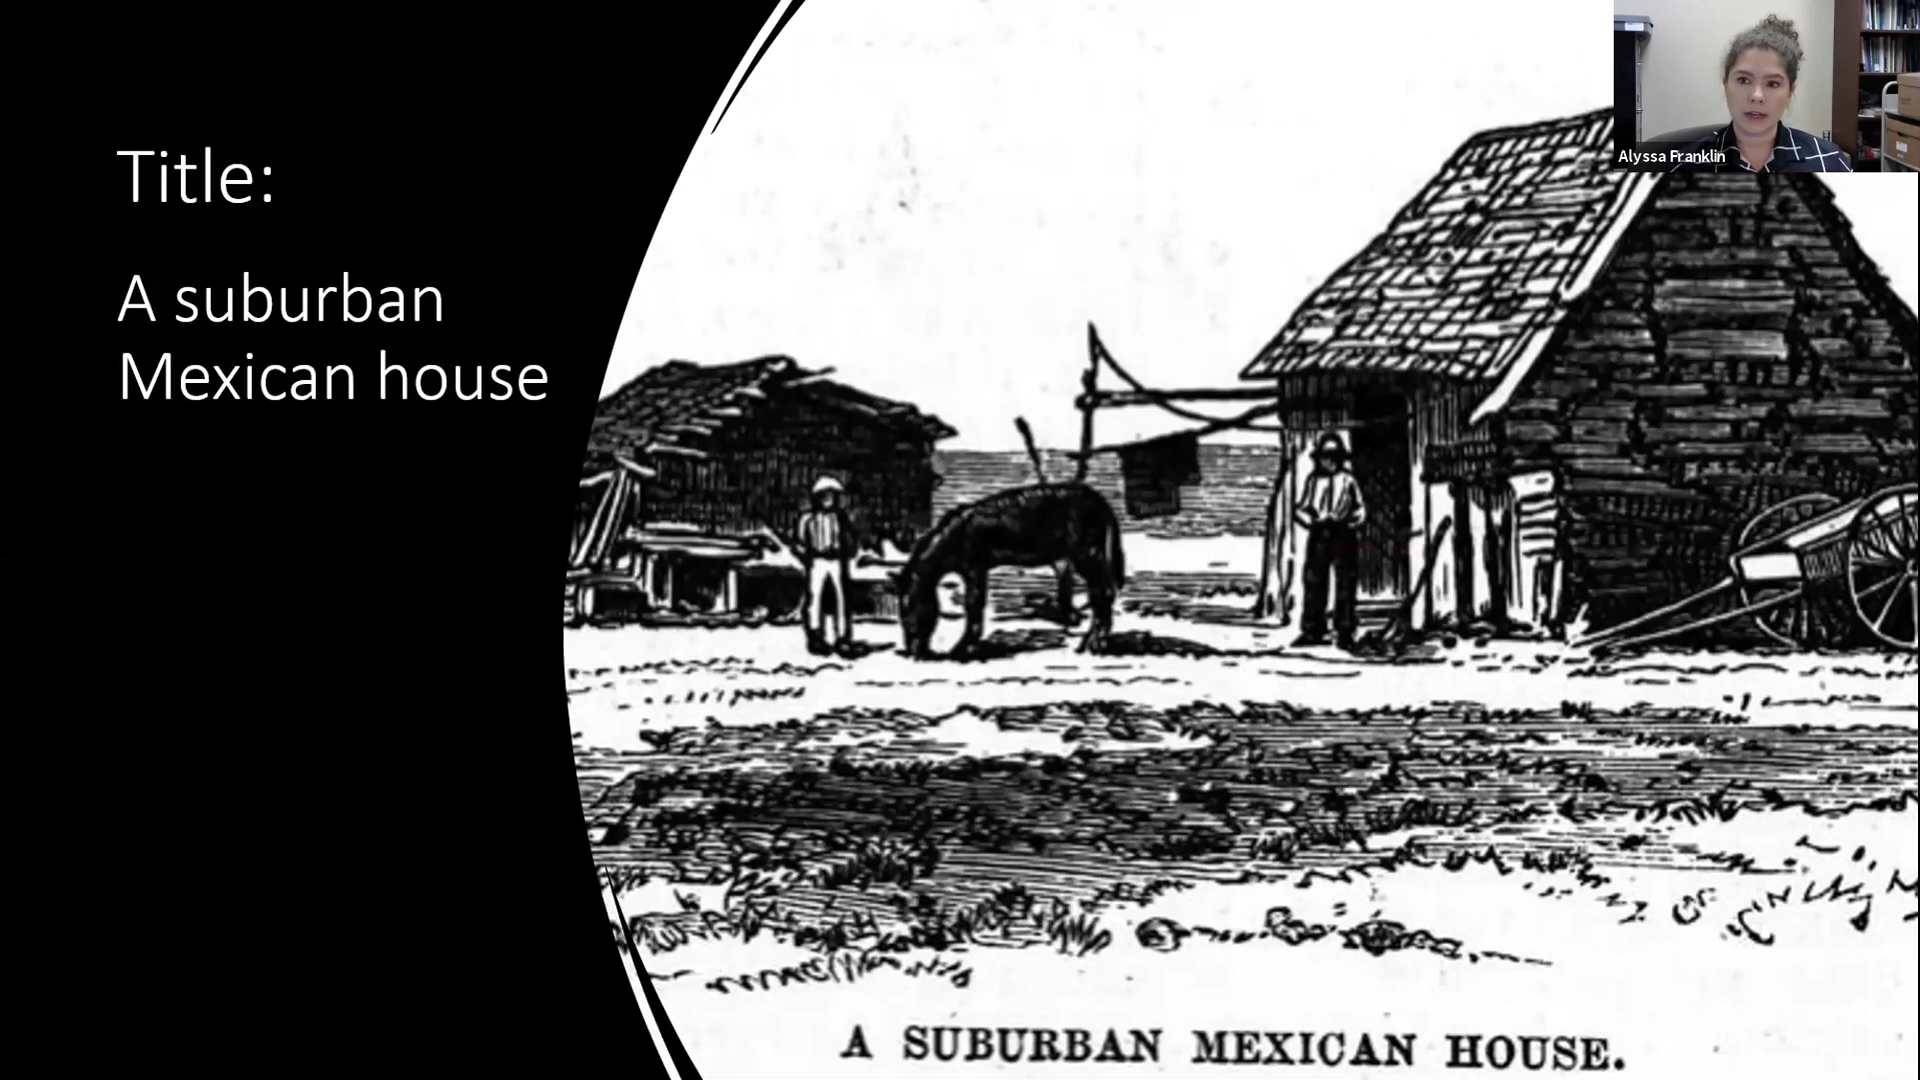 Title:
A suburban
Mexican house
Alyssa Franklin
A SUBURBAN MEXICAN HOUSE.